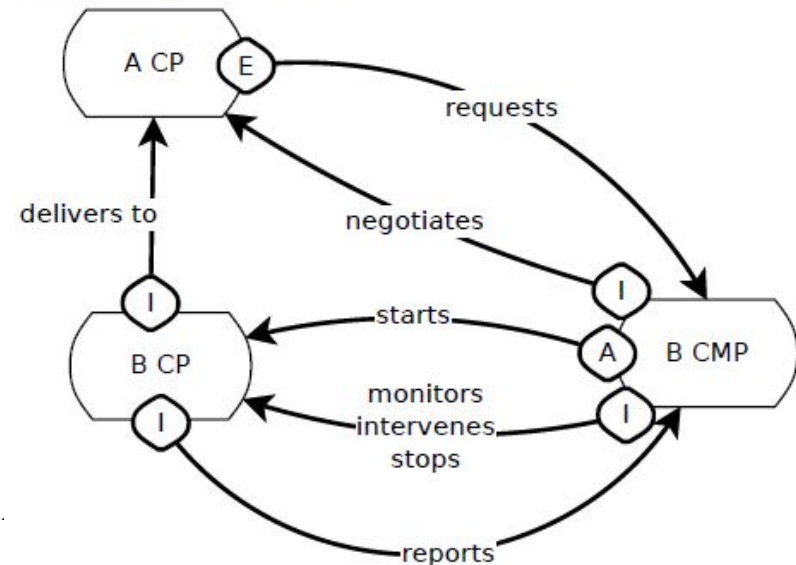 A CP
E
requests
delivers to
negotiates
I
I
starts
A
B CMP
B CP
monitors
intervenes
stops
I
I
reports